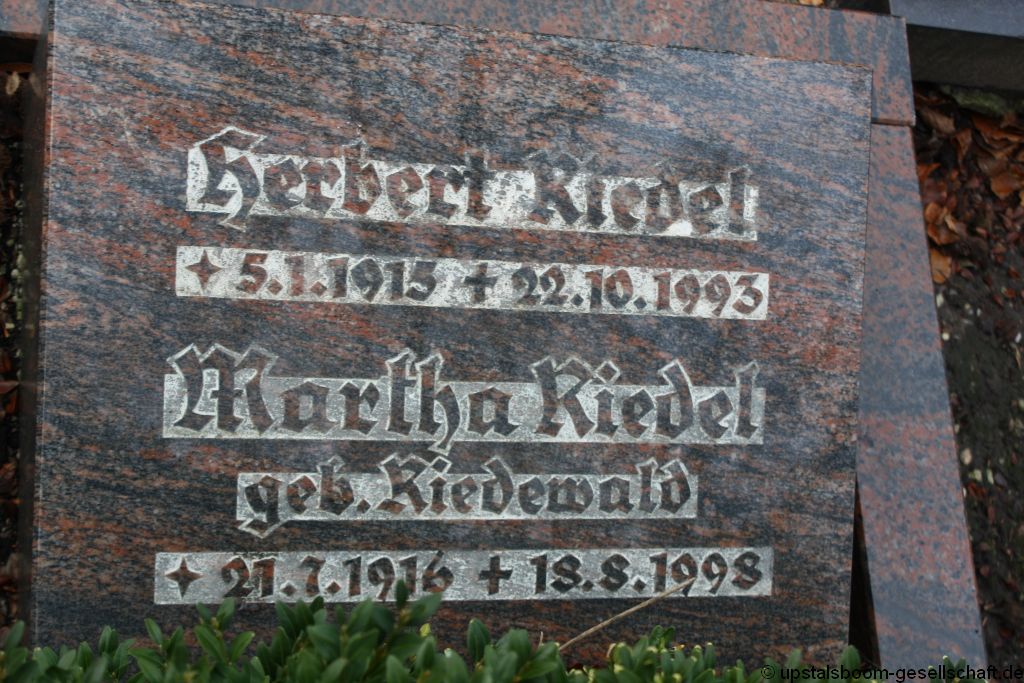 Herbert Riedel
✦ 5.1.1915 ✝ 22.10.1993
Martha Riedel
geb. Riedewald
✦ 21.7.1916 ✝ 18.8.1998
© upstalsboom-gesellschaft.de